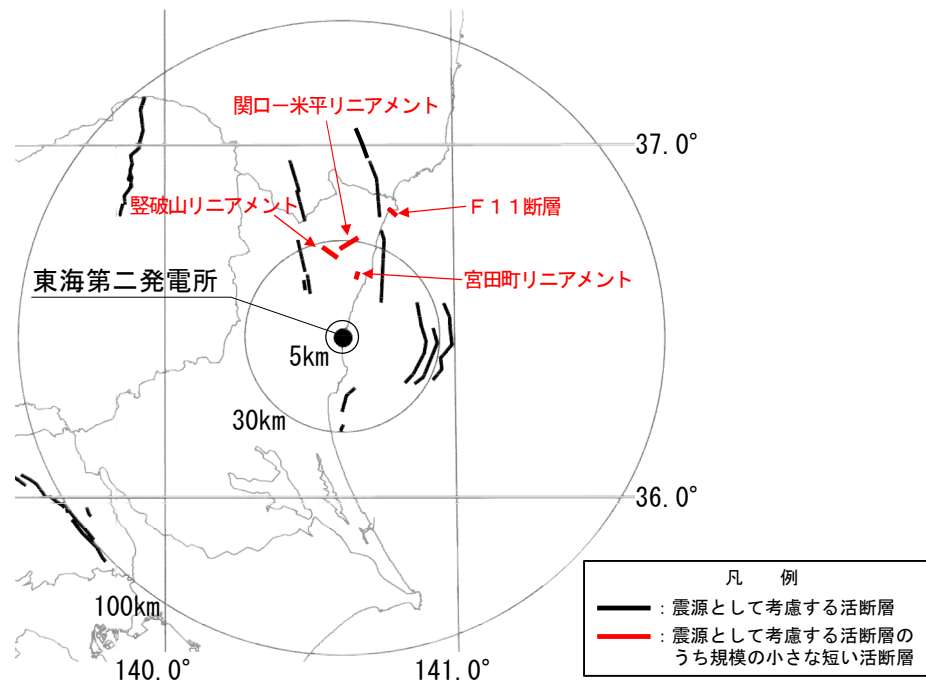 関口ー米平リニアメント
37.0°
竪破山リニアメント
Ｆ１１断層
東海第二発電所
宮田町リニアメント
5km
30km
36.0°
100km
140.0°
141.0°
凡 例
：震源として考慮する活断層
：震源として考慮する活断層の
うち規模の小さな短い活断層